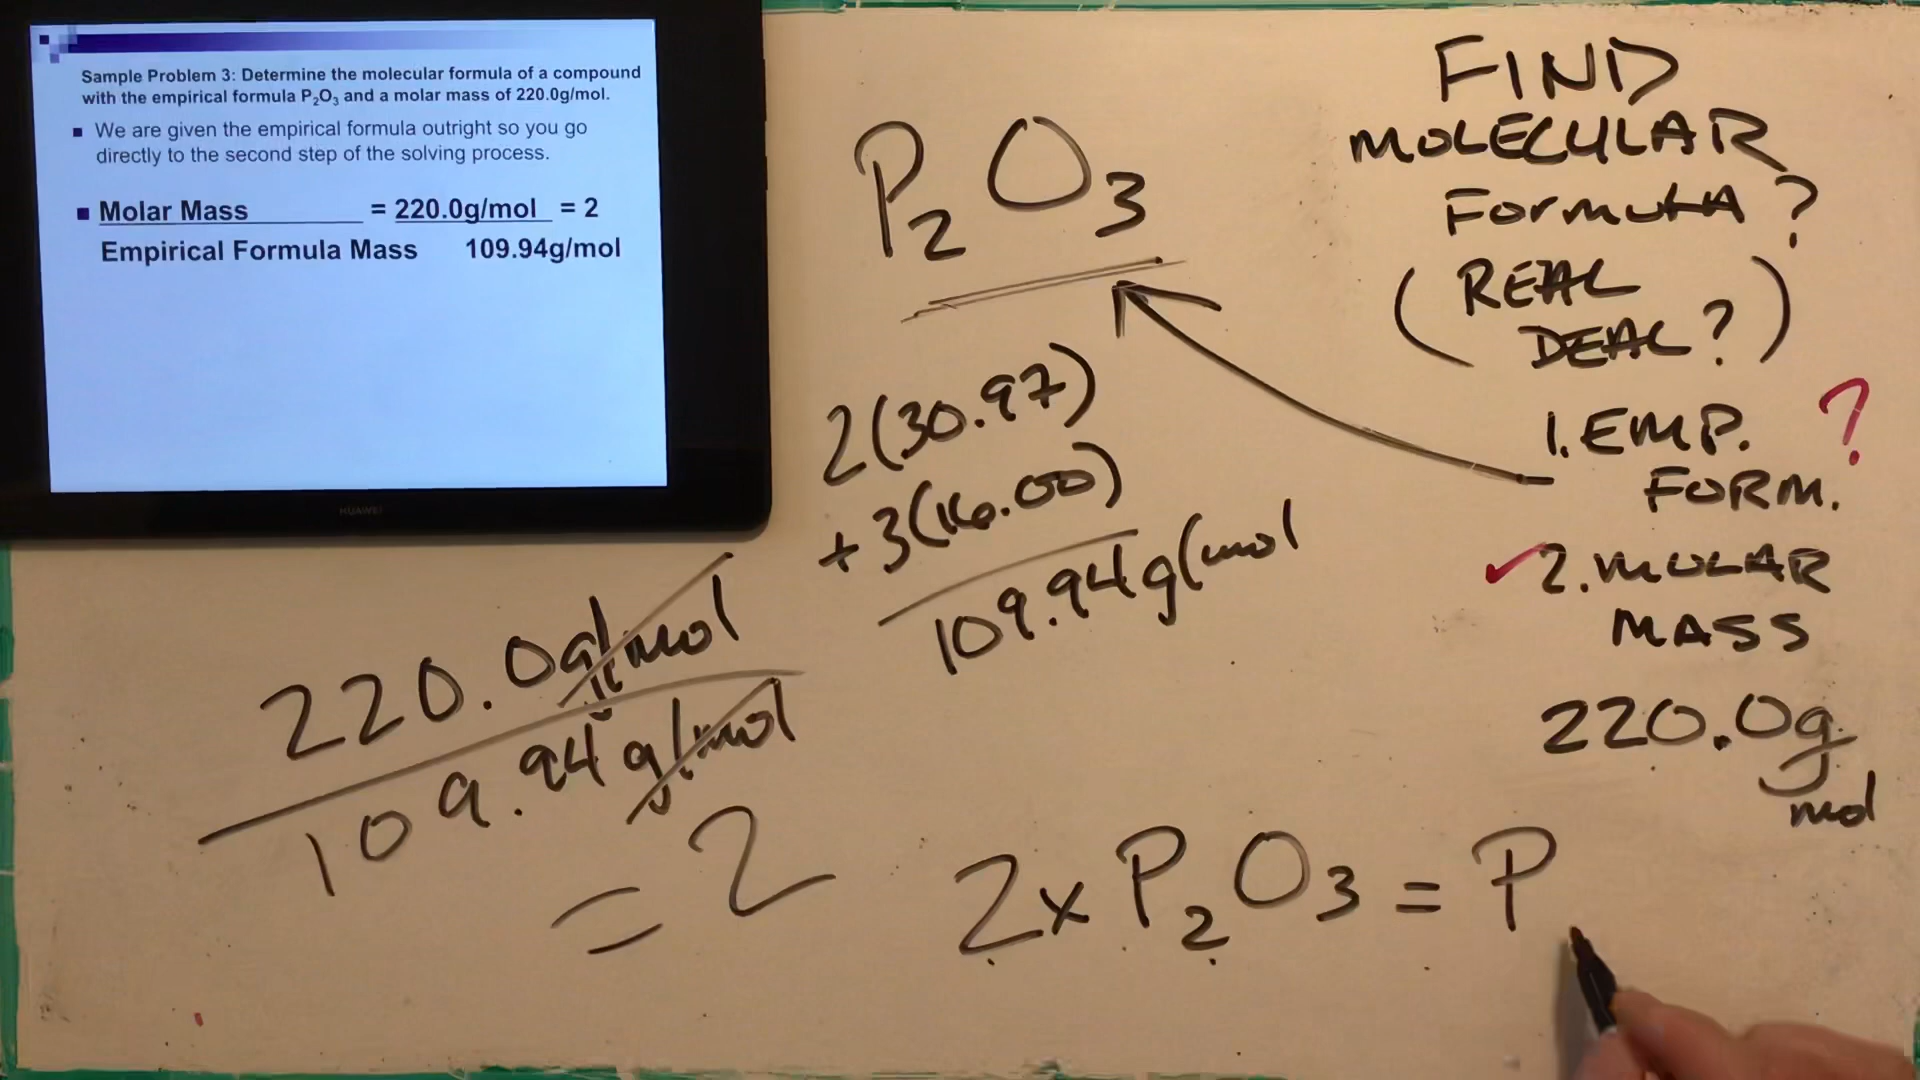 Sample Problem 3: Determine the molecular formula of a compound
with the empirical formula P₂O₃ and a molar mass of 220.0g/mol.
■ We are given the empirical formula outright so you go
directly to the second step of the solving process.
■ Molar Mass = 220.0g/mol = 2
Empirical Formula Mass 109.94g/mol
HUAWEI
P₂O₃
2(30.97)
+3(16.00)
109.94g/mol
FIND
MOLECULAR
FORMULA?
(REAL
DEAL?)
1. EMP. ?
FORM.
✓2. MOLAR
MASS
220.0g
mol
220.0g/mol
109.94g/mol
= 2
2x P₂O₃ = P